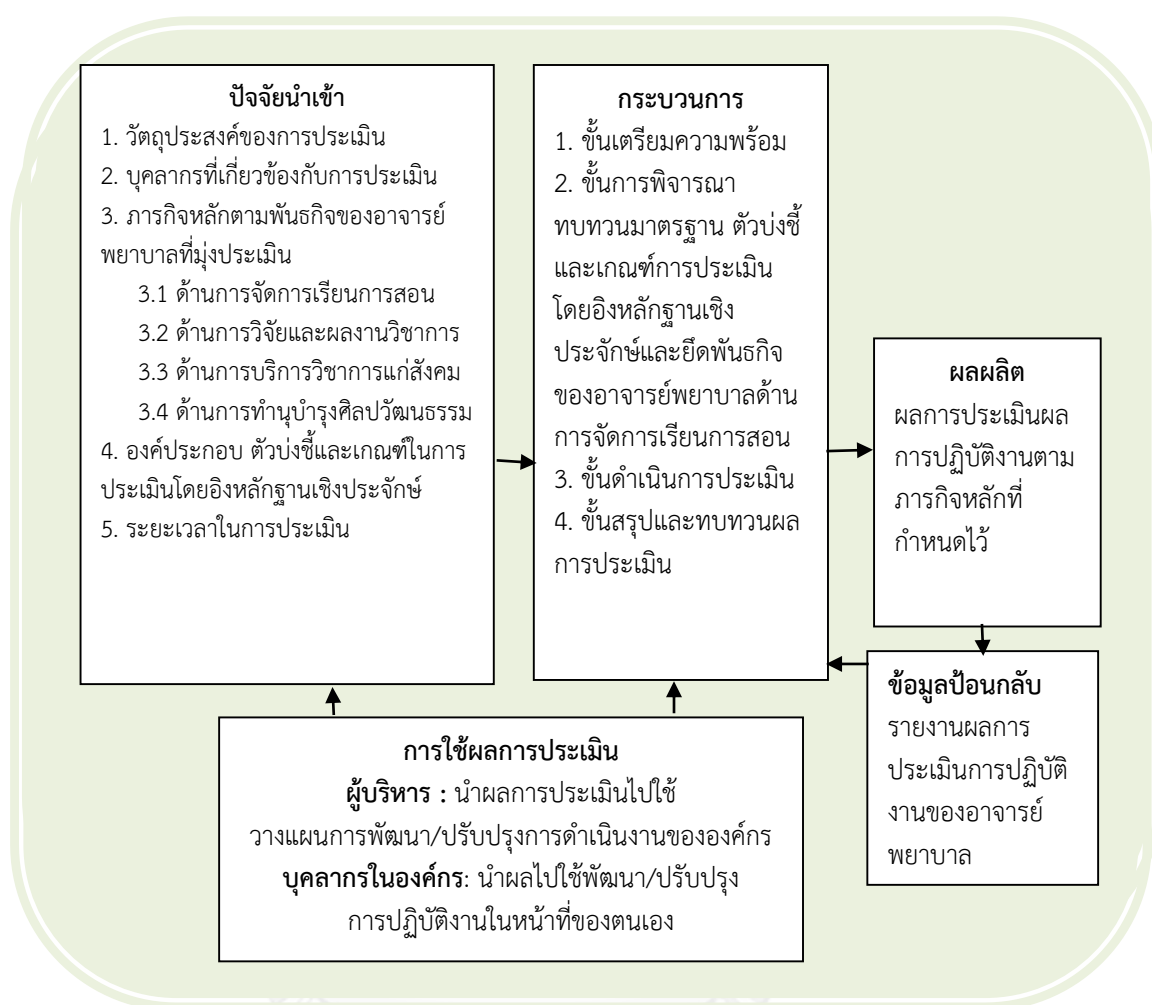 ปัจจัยนำเข้า
1. วัตถุประสงค์ของการประเมิน
2. บุคลากรที่เกี่ยวข้องกับการประเมิน
3. ภารกิจหลักตามพันธกิจของอาจารย์
พยาบาลที่มุ่งประเมิน
3.1 ด้านการจัดการเรียนการสอน
3.2 ด้านการวิจัยและผลงานวิชาการ
3.3 ด้านการบริการวิชาการแก่สังคม
3.4 ด้านการทำนุบำรุงศิลปวัฒนธรรม
4. องค์ประกอบ ตัวบ่งชี้และเกณฑ์ในการ
ประเมินโดยอิงหลักฐานเชิงประจักษ์
5. ระยะเวลาในการประเมิน
กระบวนการ
1. ขั้นเตรียมความพร้อม
2. ขั้นการพิจารณา
ทบทวนมาตรฐาน ตัวบ่งชี้
และเกณฑ์การประเมิน
โดยอิงหลักฐานเชิง
ประจักษ์และยึดพันธกิจ
ของอาจารย์พยาบาลด้าน
การจัดการเรียนการสอน
3. ขั้นดำเนินการประเมิน
4. ขั้นสรุปและทบทวนผล
การประเมิน
ผลผลิต
ผลการประเมินผล
การปฏิบัติงานตาม
ภารกิจหลักที่
กำหนดไว้
ข้อมูลป้อนกลับ
รายงานผลการ
ประเมินการปฏิบัติ
งานของอาจารย์
พยาบาล
การใช้ผลการประเมิน
ผู้บริหาร : นำผลการประเมินไปใช้
วางแผนการพัฒนา/ปรับปรุงการดำเนินงานขององค์กร
บุคลากรในองค์กร: นำผลไปใช้พัฒนา/ปรับปรุง
การปฏิบัติงานในหน้าที่ของตนเอง